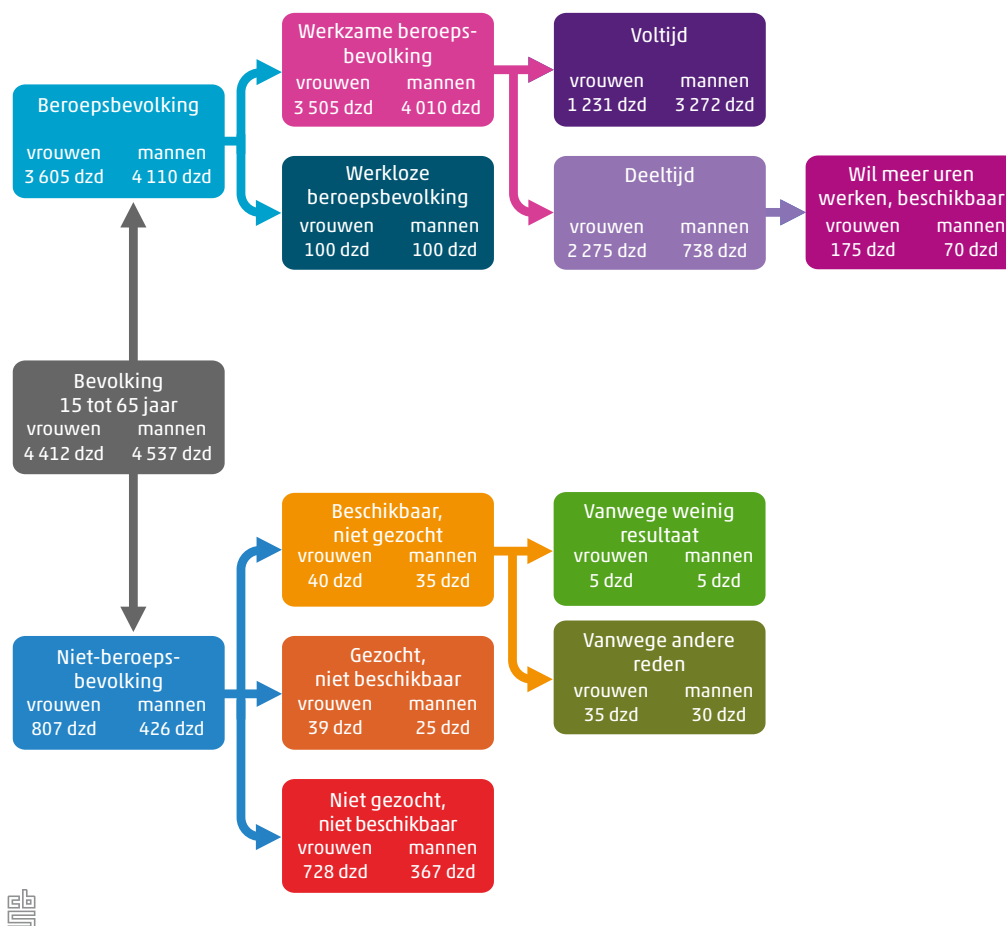 Werkzame beroeps-
bevolking
vrouwen mannen
3 505 dzd 4 010 dzd
Voltijd
vrouwen mannen
1 231 dzd 3 272 dzd
Beroepsbevolking
vrouwen mannen
3 605 dzd 4 110 dzd
Werkloze
beroepsbevolking
vrouwen mannen
100 dzd 100 dzd
Deeltijd
vrouwen mannen
2 275 dzd 738 dzd
Wil meer uren
werken, beschikbaar
vrouwen mannen
175 dzd 70 dzd
Bevolking
15 tot 65 jaar
vrouwen mannen
4 412 dzd 4 537 dzd
Beschikbaar,
niet gezocht
vrouwen mannen
40 dzd 35 dzd
Vanwege weinig
resultaat
vrouwen mannen
5 dzd 5 dzd
Niet-beroeps-
bevolking
vrouwen mannen
807 dzd 426 dzd
Gezocht,
niet beschikbaar
vrouwen mannen
39 dzd 25 dzd
Vanwege andere
reden
vrouwen mannen
35 dzd 30 dzd
Niet gezocht,
niet beschikbaar
vrouwen mannen
728 dzd 367 dzd